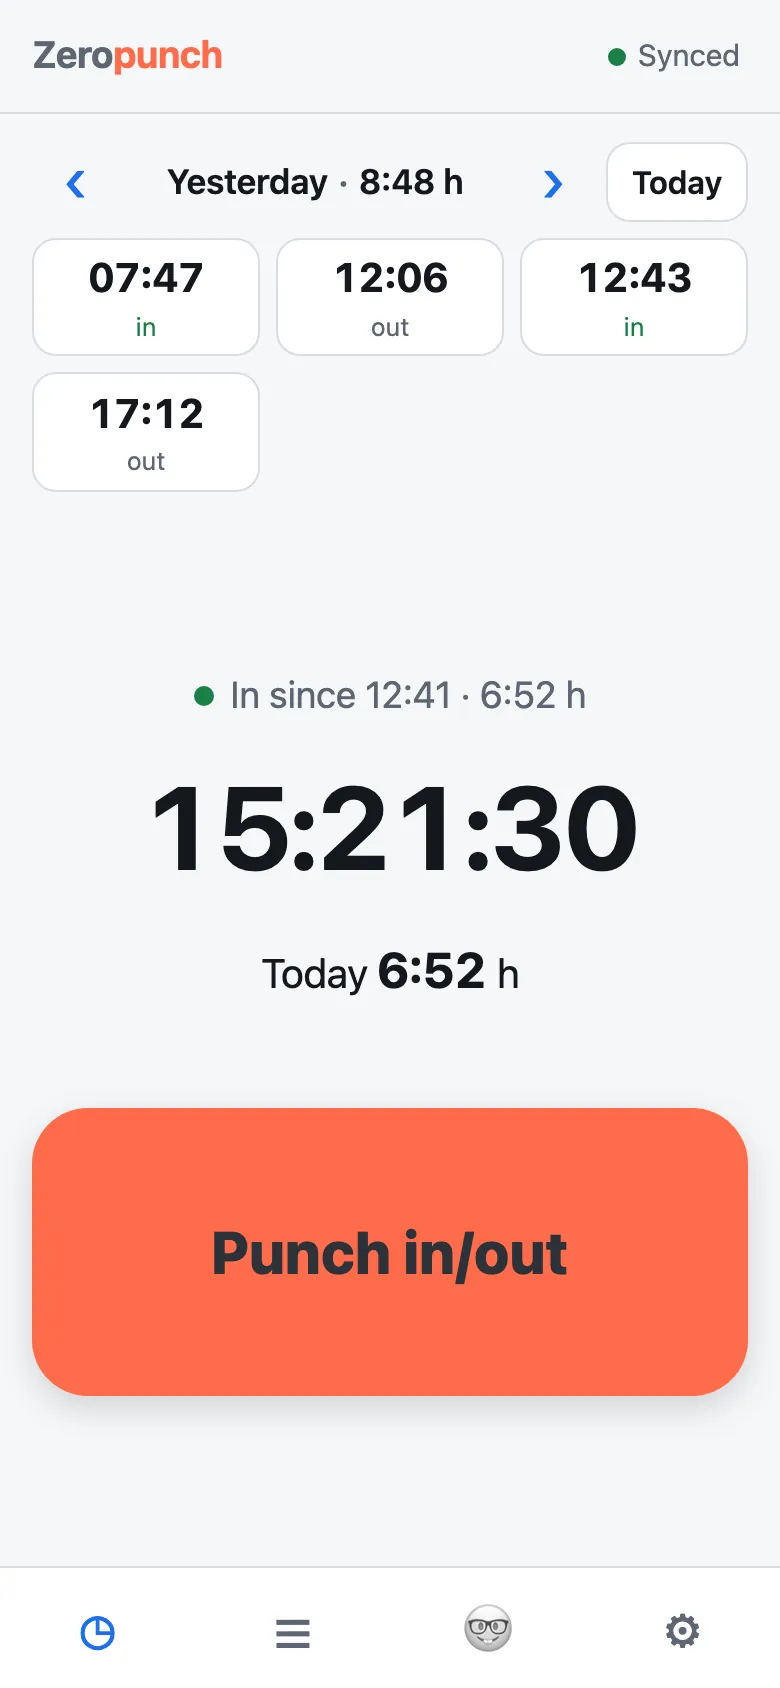 Zeropunch
Synced
Yesterday · 8:48 h
Today
07:47
in
12:06
out
12:43
in
17:12
out
In since 12:41 · 6:52 h
15:21:30
Today 6:52 h
Punch in/out